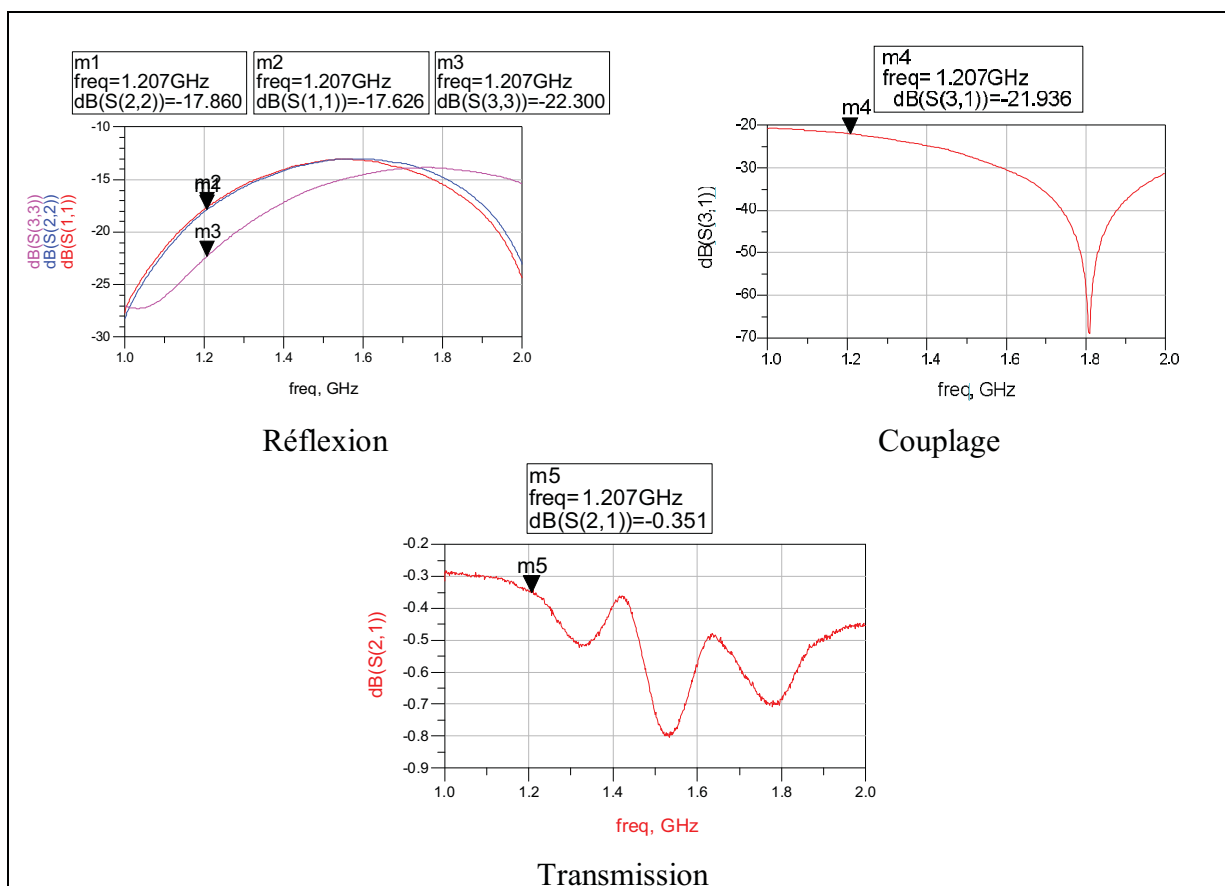 m1
freq=1.207GHz
dB(S(2,2))=-17.860
m2
freq=1.207GHz
dB(S(1,1))=-17.626
m3
freq=1.207GHz
dB(S(3,3))=-22.300
-10
-15
-20
-25
-30
m2
m3
1.0
1.2
1.4
1.6
1.8
2.0
freq, GHz
dB(S(3,3))
dB(S(2,2))
dB(S(1,1))
Réflexion
m4
freq= 1.207GHz
dB(S(3,1))=-21.936
m4
-20
-30
-40
-50
-60
-70
1.0
1.2
1.4
1.6
1.8
2.0
freq, GHz
dB(S(3,1))
Couplage
m5
freq= 1.207GHz
dB(S(2,1))=-0.351
-0.2
-0.3
-0.4
-0.5
-0.6
-0.7
-0.8
-0.9
m5
1.0
1.2
1.4
1.6
1.8
2.0
freq, GHz
dB(S(2,1))
Transmission